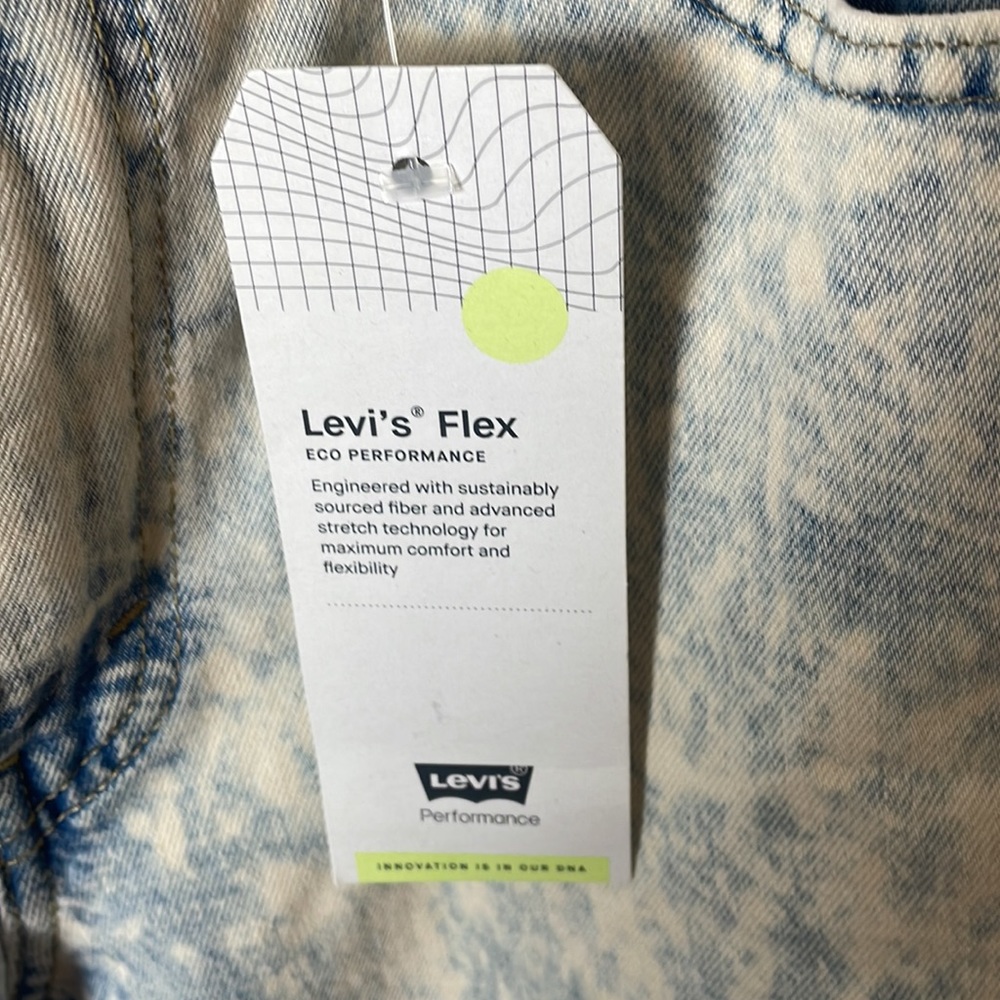 Levi's® Flex
ECO PERFORMANCE
Engineered with sustainably
sourced fiber and advanced
stretch technology for
maximum comfort and
flexibility
LEVI'S®
Performance
INNOVATION IS IN OUR DNA